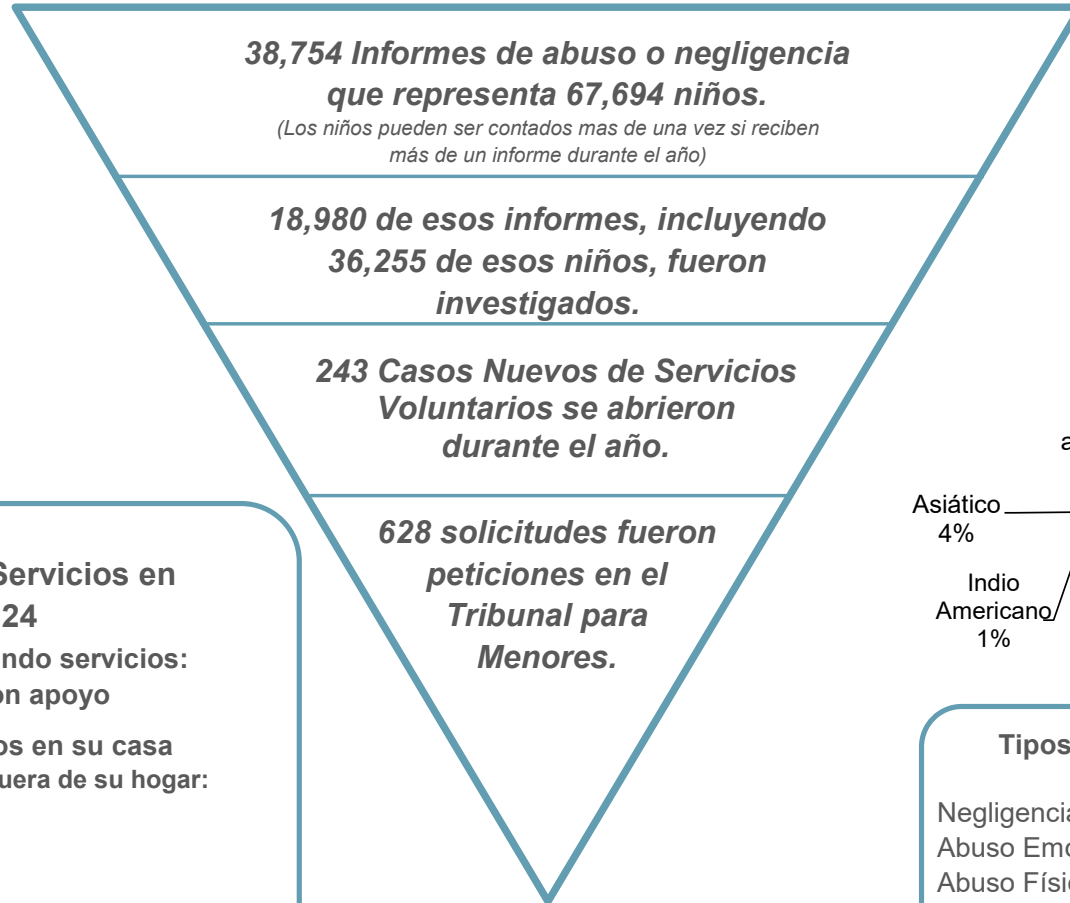 38,754 Informes de abuso o negligencia
que representa 67,694 niños.
(Los niños pueden ser contados mas de una vez si reciben
más de un informe durante el año)
18,980 de esos informes, incluyendo
36,255 de esos niños, fueron
investigados.
243 Casos Nuevos de Servicios
Voluntarios se abrieron
durante el año.
628 solicitudes fueron
peticiones en el
Tribunal para
Menores.
Servicios en
24
ndo servicios:
on apoyo
os en su casa
uera de su hogar:
a
Asiático
4%
Indio
Americano
1%
Tipos
Negligencia
Abuso Emo
Abuso Físi